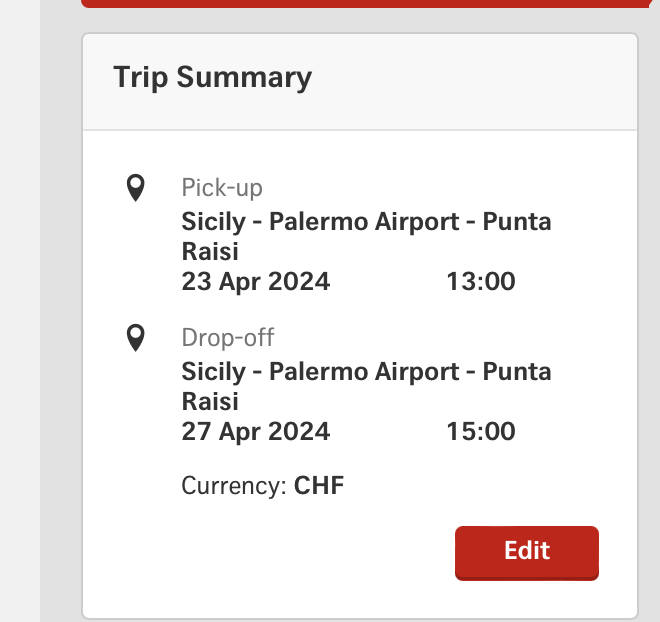 Trip Summary
Pick-up
Sicily - Palermo Airport - Punta
Raisi
23 Apr 2024 13:00
Drop-off
Sicily - Palermo Airport - Punta
Raisi
27 Apr 2024 15:00
Currency: CHF
Edit